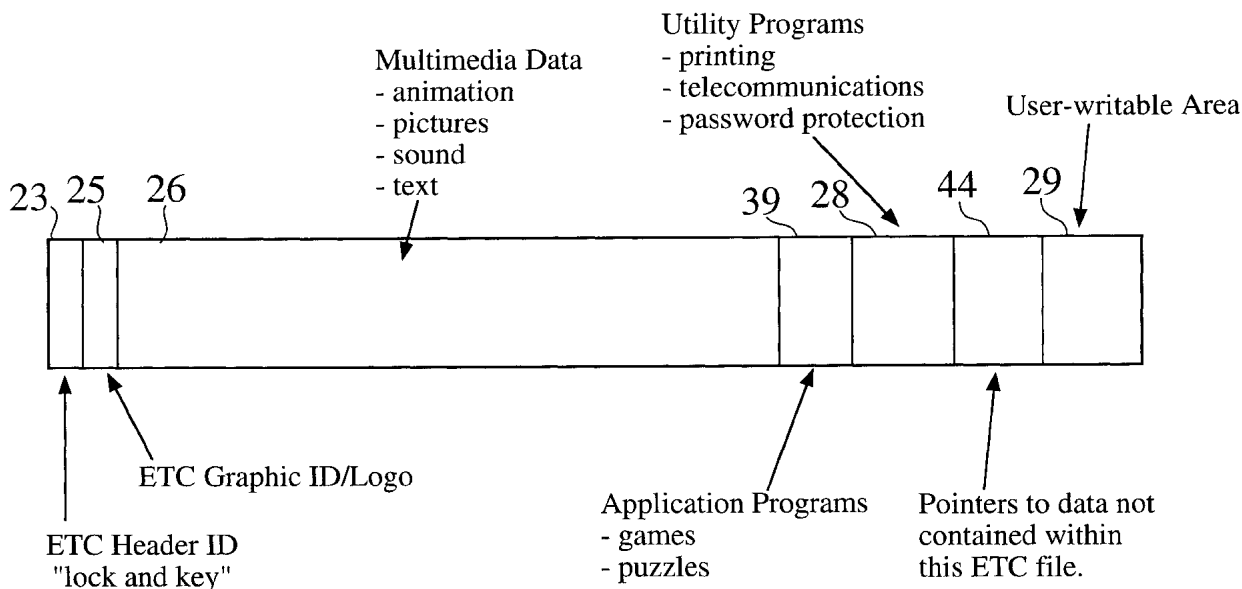 Multimedia Data
- animation
- pictures
- sound
- text
Utility Programs
- printing
- telecommunications
- password protection
User-writable Area
23
25
26
39
28
44
29
ETC Graphic ID/Logo
ETC Header ID
"lock and key"
Application Programs
- games
- puzzles
Pointers to data not
contained within
this ETC file.